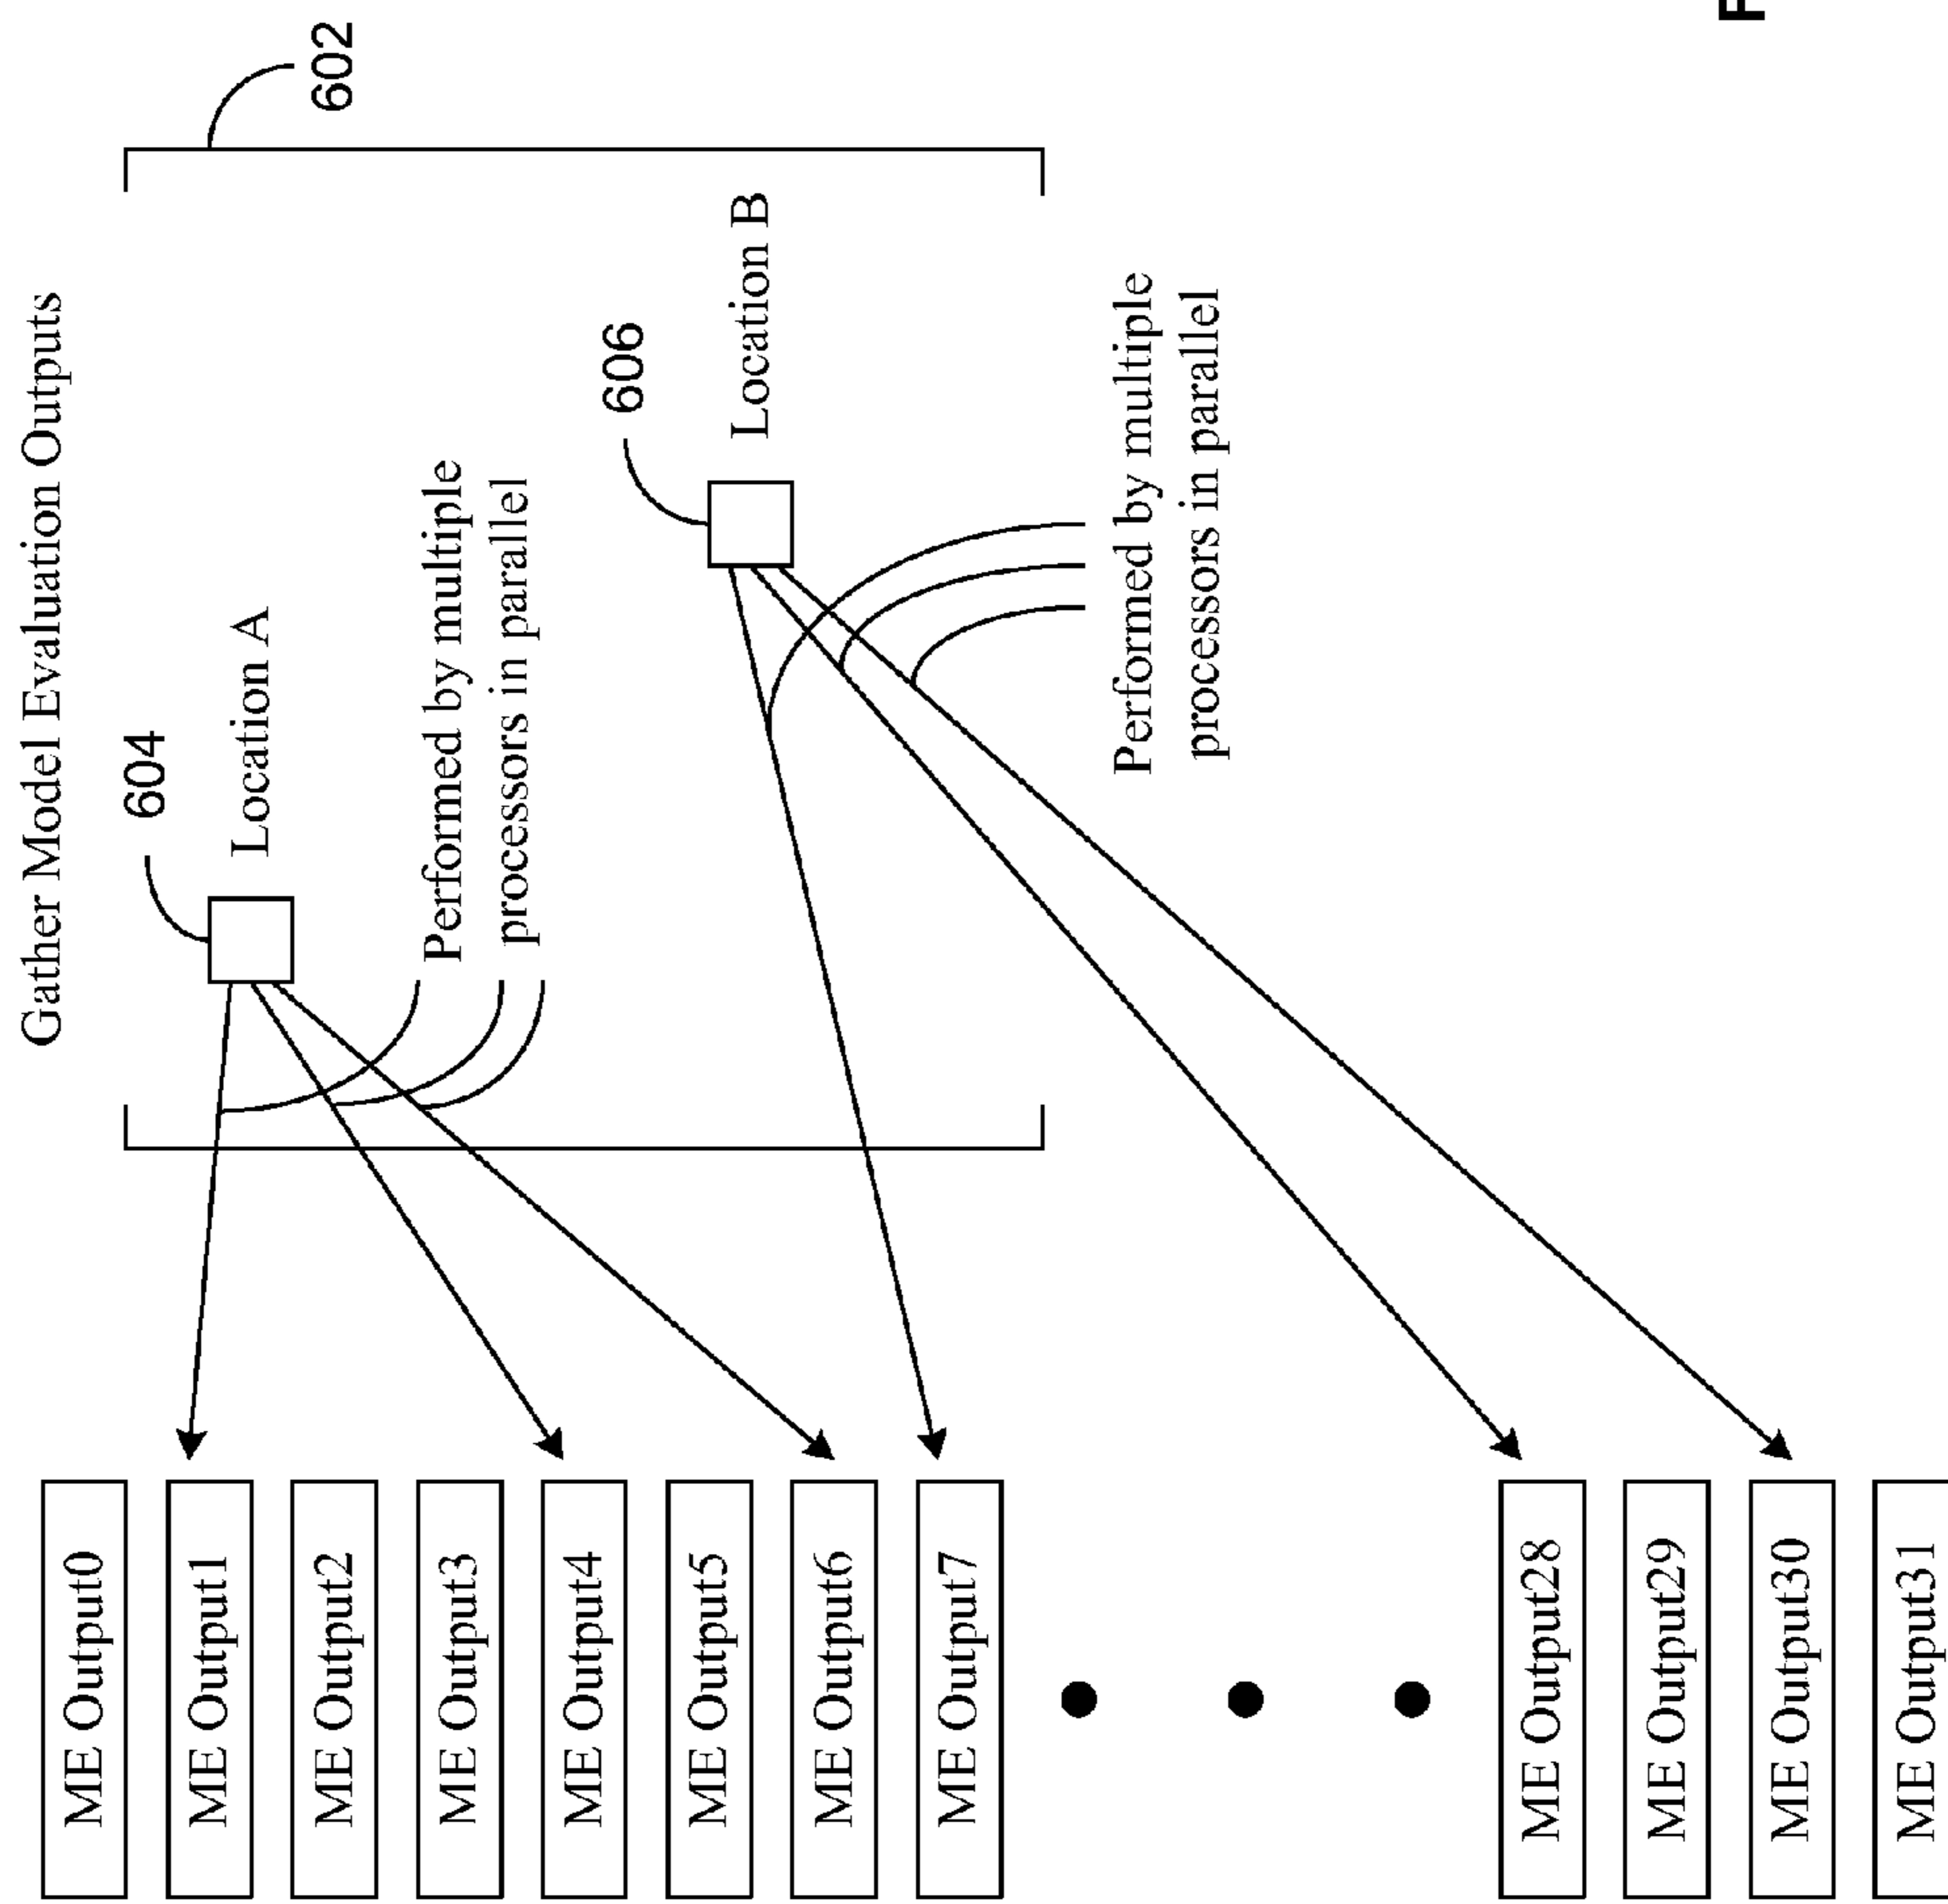 Gather Model Evaluation Outputs
602
604
Location A
Performed by multiple
processors in parallel
606
Location B
Performed by multiple
processors in parallel
ME Output0
ME Output1
ME Output2
ME Output3
ME Output4
ME Output5
ME Output6
ME Output7
ME Output28
ME Output29
ME Output30
ME Output31